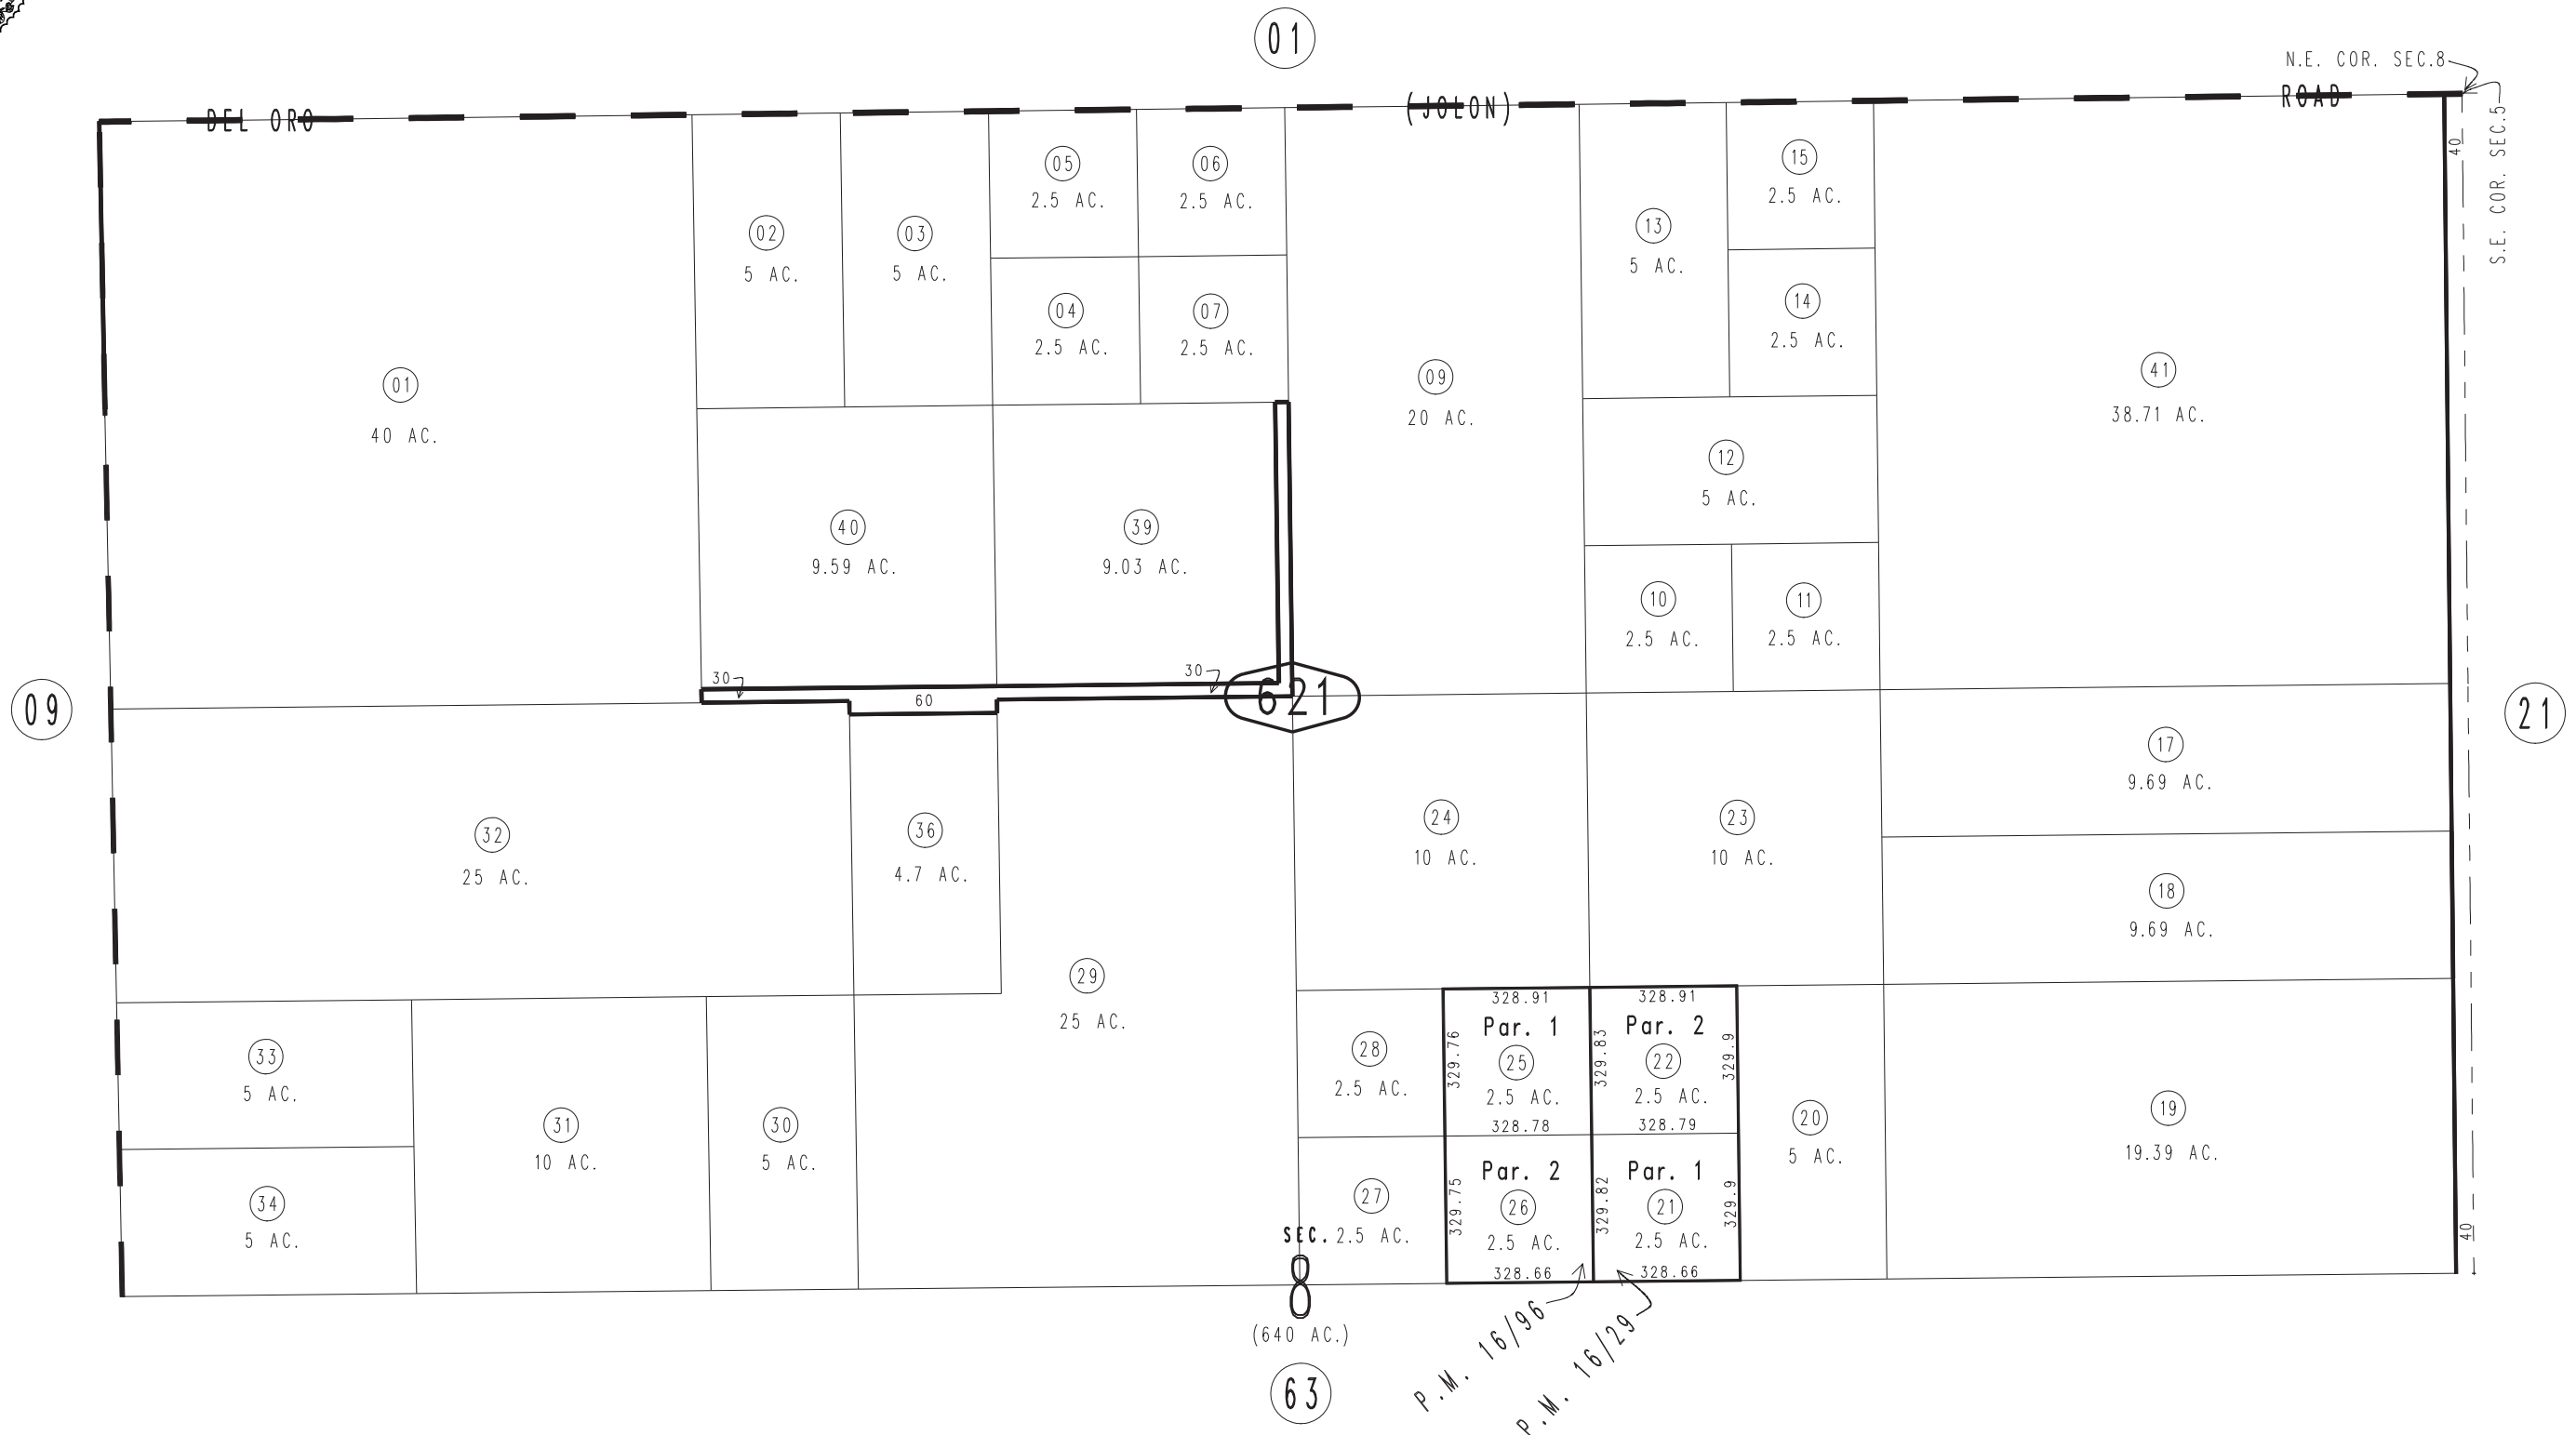 01
N.E. COR. SEC.8
DEL ORO (JOLON) ROAD
S.E. COR. SEC.5
40
01
40 AC.
02
5 AC.
03
5 AC.
05
2.5 AC.
06
2.5 AC.
04
2.5 AC.
07
2.5 AC.
09
20 AC.
13
5 AC.
15
2.5 AC.
14
2.5 AC.
12
5 AC.
10
2.5 AC.
11
2.5 AC.
41
38.71 AC.
40
9.59 AC.
39
9.03 AC.
30
60
30
621
09
21
32
25 AC.
36
4.7 AC.
29
25 AC.
24
10 AC.
23
10 AC.
17
9.69 AC.
18
9.69 AC.
33
5 AC.
34
5 AC.
31
10 AC.
30
5 AC.
28
2.5 AC.
27
2.5 AC.
328.91
Par. 1
25
2.5 AC.
328.78
329.76
328.91
Par. 2
22
2.5 AC.
328.79
329.83
329.9
Par. 2
26
2.5 AC.
328.66
329.75
Par. 1
21
2.5 AC.
328.66
329.82
329.9
20
5 AC.
19
19.39 AC.
40
SEC.
8
(640 AC.)
P.M. 16/96
P.M. 16/29
63